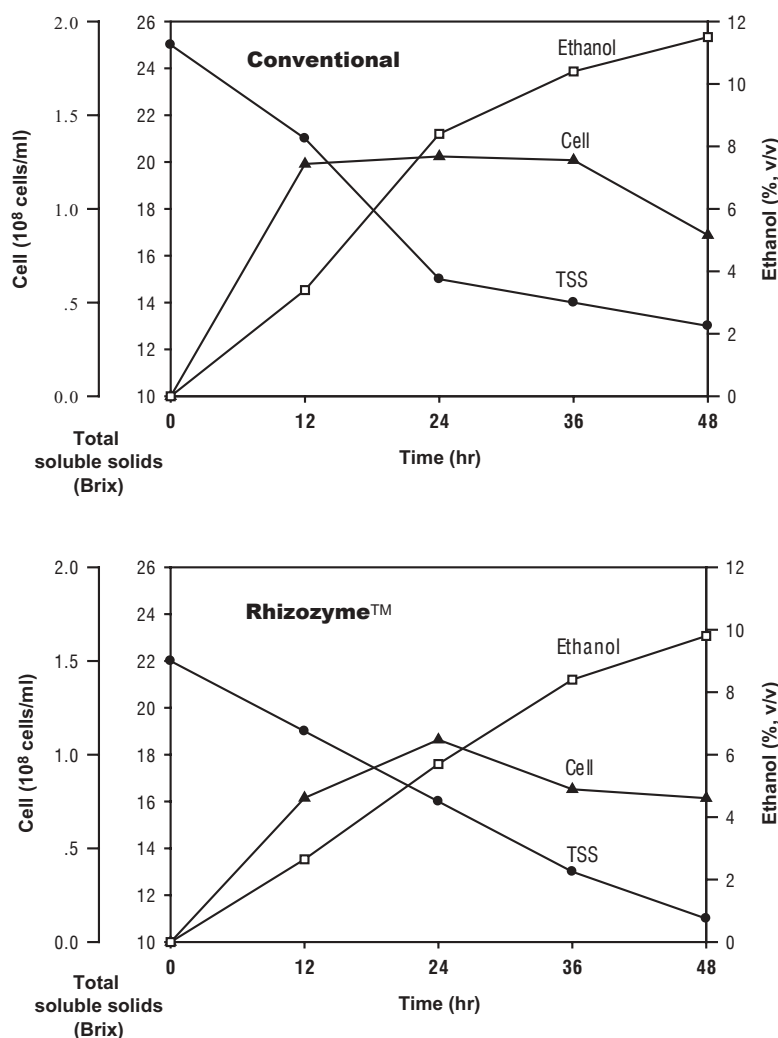 Conventional
Cell (10⁸ cells/ml)
2.0
1.5
1.0
.5
0.0
26
24
22
20
18
16
14
12
10
Ethanol
Cell
TSS
12
10
8
6
4
2
0
Ethanol (%, v/v)
0 12 24 36 48
Time (hr)
Total
soluble solids
(Brix)
Rhizozyme™
Cell (10⁸ cells/ml)
2.0
1.5
1.0
.5
0.0
26
24
22
20
18
16
14
12
10
Ethanol
Cell
TSS
12
10
8
6
4
2
0
Ethanol (%, v/v)
0 12 24 36 48
Time (hr)
Total
soluble solids
(Brix)